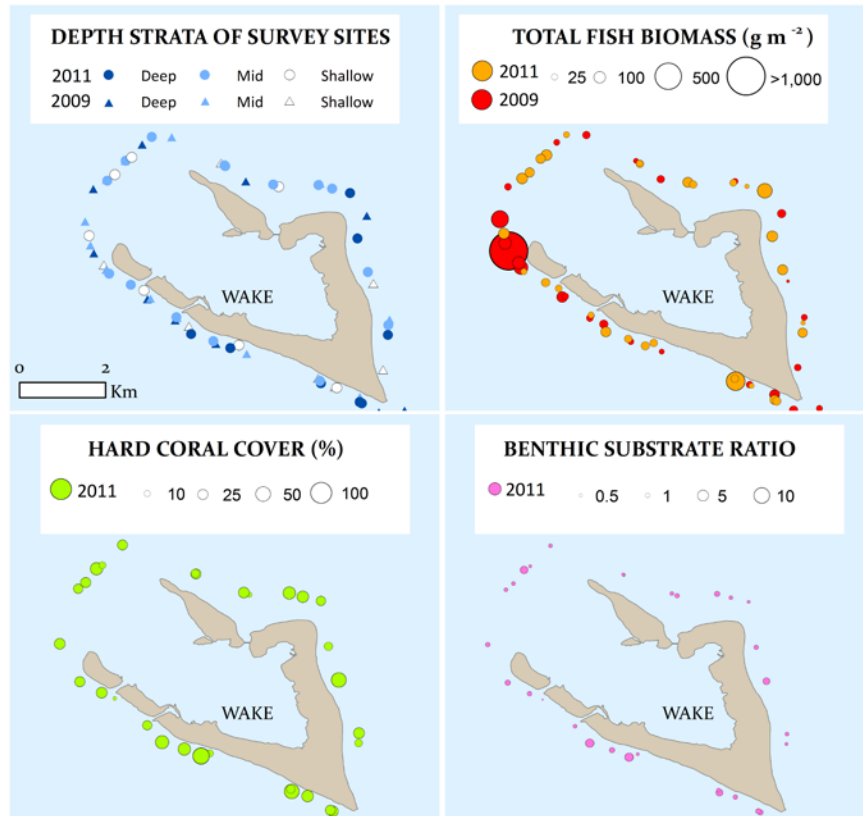 DEPTH STRATA OF SURVEY SITES
2011 Deep Mid Shallow
2009 Deep Mid Shallow
WAKE
0 2
Km
TOTAL FISH BIOMASS (g m -2)
2011 25 100 500 >1,000
2009
WAKE
HARD CORAL COVER (%)
2011 10 25 50 100
WAKE
BENTHIC SUBSTRATE RATIO
2011 0.5 1 5 10
WAKE